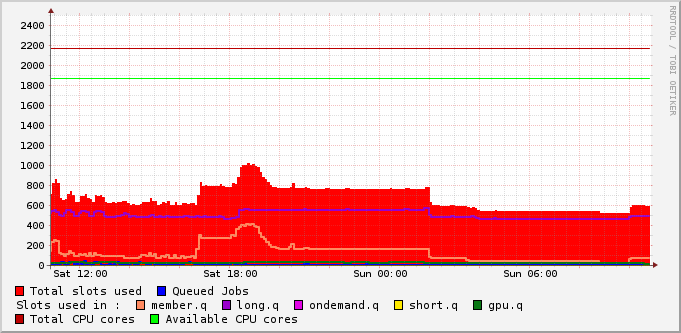 RRDTOOL / TOBI OETIKER
2400
2200
2000
1800
1600
1400
1200
1000
800
600
400
200
0
Sat 12:00 Sat 18:00 Sun 00:00 Sun 06:00
Total slots used Queued Jobs
Slots used in : member.q long.q ondemand.q short.q gpu.q
Total CPU cores Available CPU cores